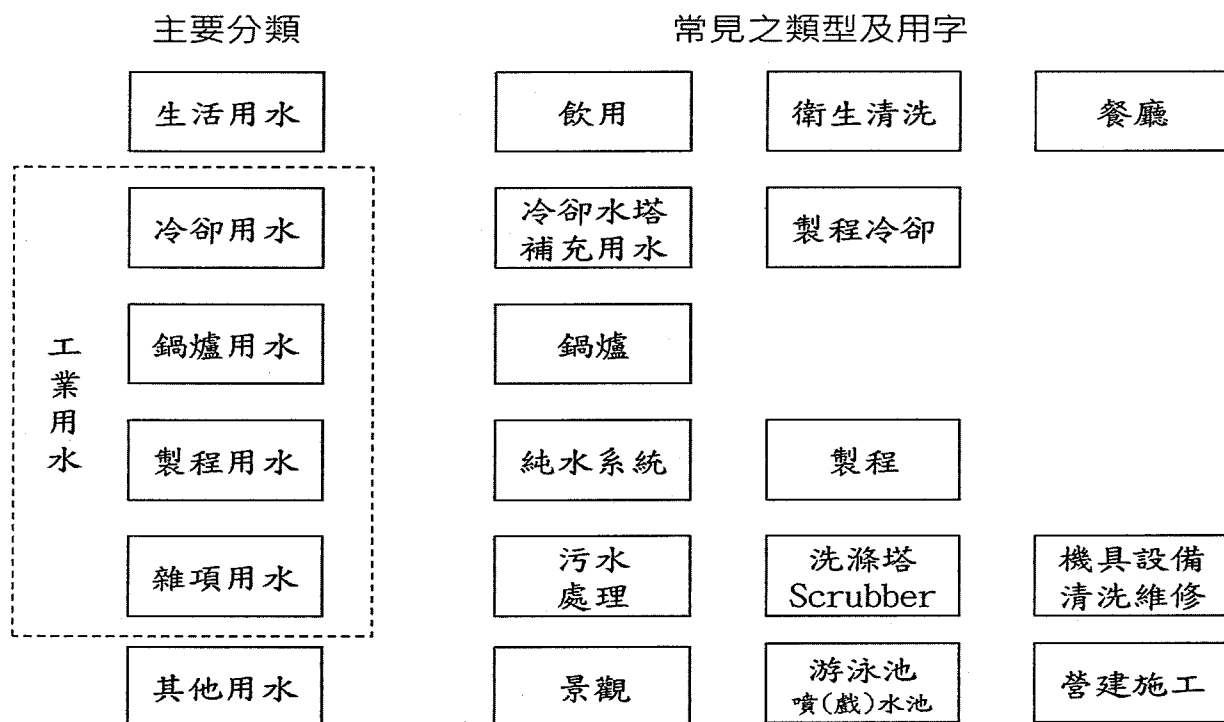 主要分類
常見之類型及用字
生活用水
飲用
衛生清洗
餐廳
工業用水
冷卻用水
冷卻水塔
補充用水
製程冷卻
鍋爐用水
鍋爐
製程用水
純水系統
製程
雜項用水
污水
處理
洗滌塔
Scrubber
機具設備
清洗維修
其他用水
景觀
游泳池
噴(戲)水池
營建施工